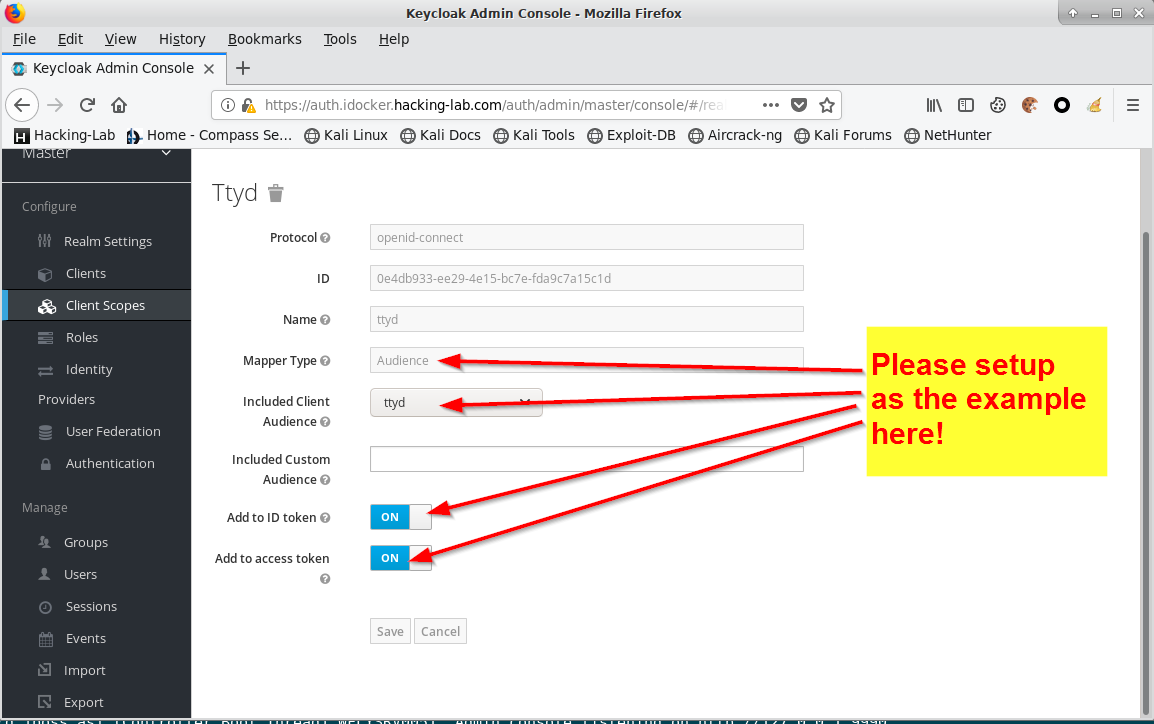 Keycloak Admin Console - Mozilla Firefox
File Edit View History Bookmarks Tools Help
Keycloak Admin Console
https://auth.idocker.hacking-lab.com/auth/admin/master/console/#/rea
Hacking-Lab Home - Compass Se... Kali Linux Kali Docs Kali Tools Exploit-DB Aircrack-ng Kali Forums NetHunter
Master
Configure
Realm Settings
Clients
Client Scopes
Roles
Identity
Providers
User Federation
Authentication
Manage
Groups
Users
Sessions
Events
Import
Export
Ttyd
Protocol openid-connect
ID 0e4db933-ee29-4e15-bc7e-fda9c7a15c1d
Name ttyd
Mapper Type Audience
Included Client ttyd
Audience
Included Custom
Audience
Add to ID token ON
Add to access token ON
Save Cancel
Please setup
as the example
here!